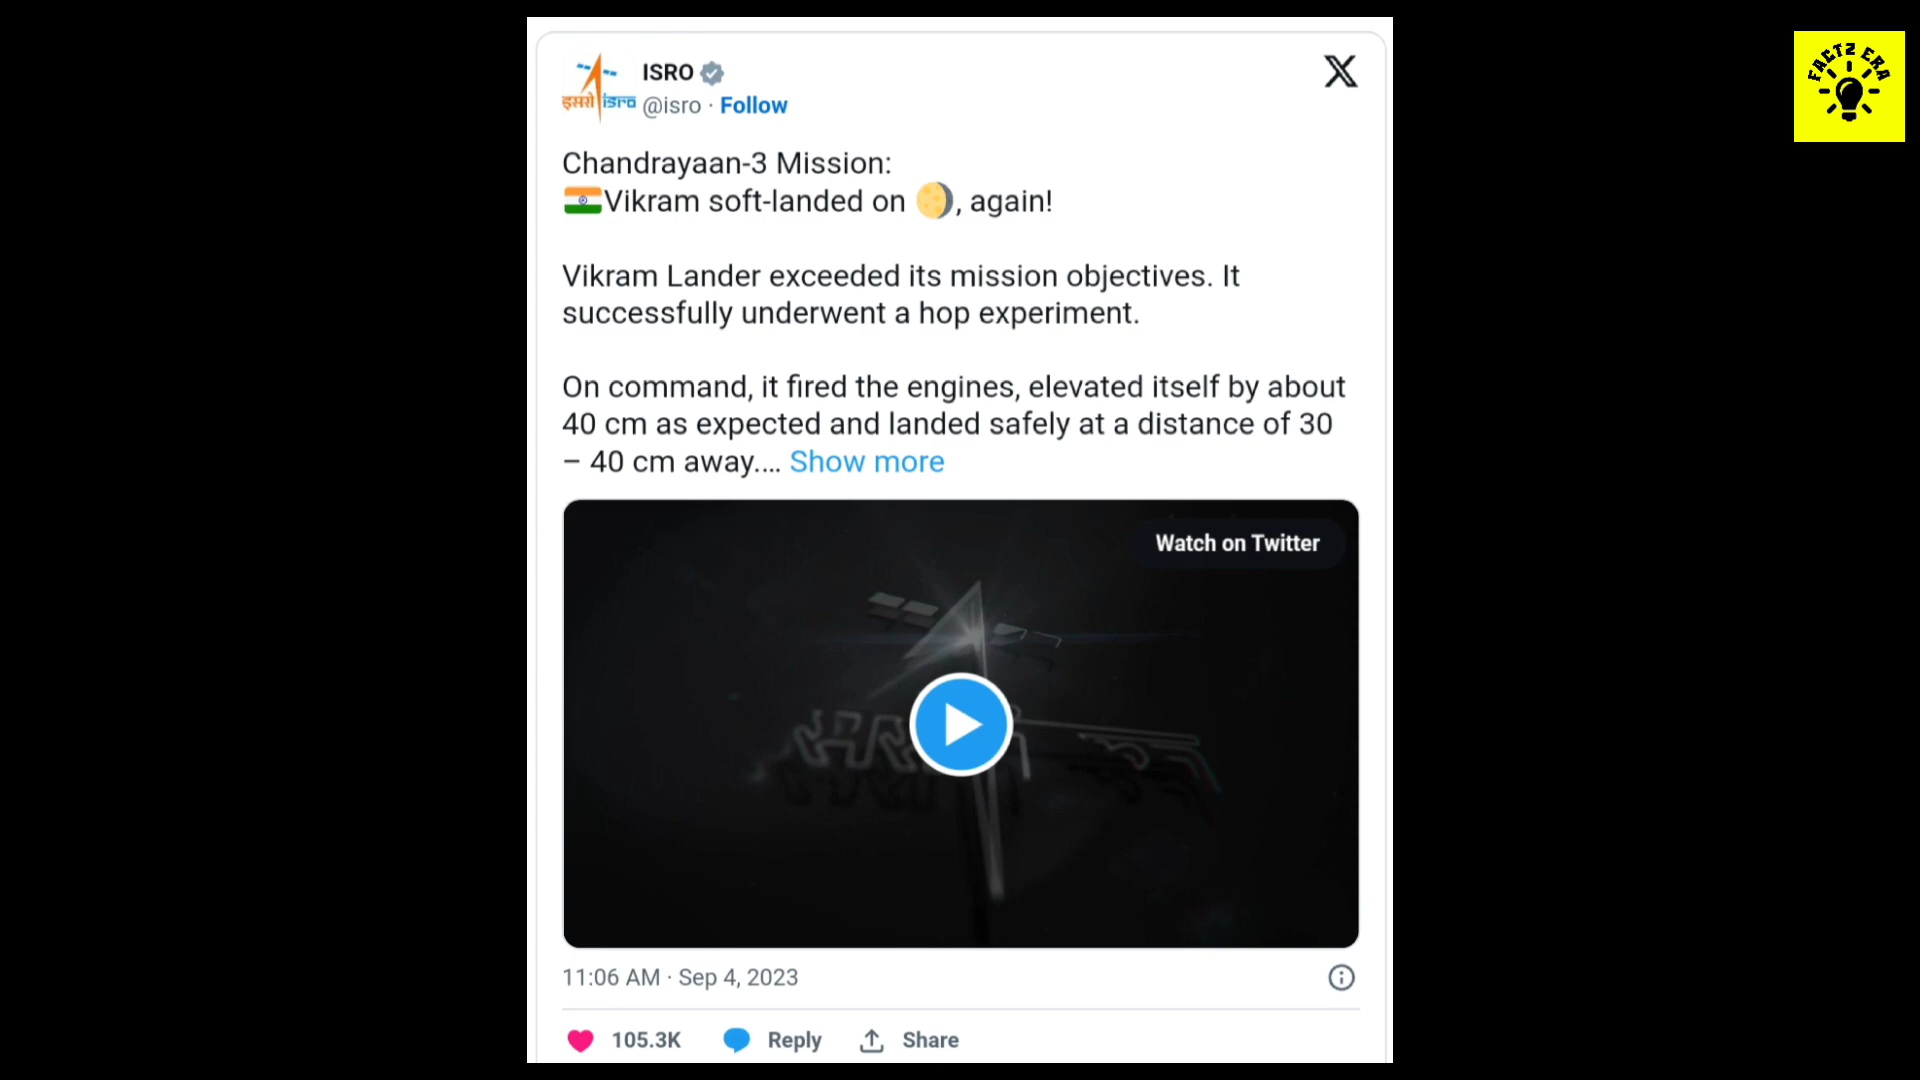 FACTZ ERA
इसरो isro
ISRO
@isro · Follow
Chandrayaan-3 Mission:
🇮🇳Vikram soft-landed on 🌖, again!
Vikram Lander exceeded its mission objectives. It
successfully underwent a hop experiment.
On command, it fired the engines, elevated itself by about
40 cm as expected and landed safely at a distance of 30
– 40 cm away.... Show more
Watch on Twitter
11:06 AM · Sep 4, 2023
105.3K Reply Share